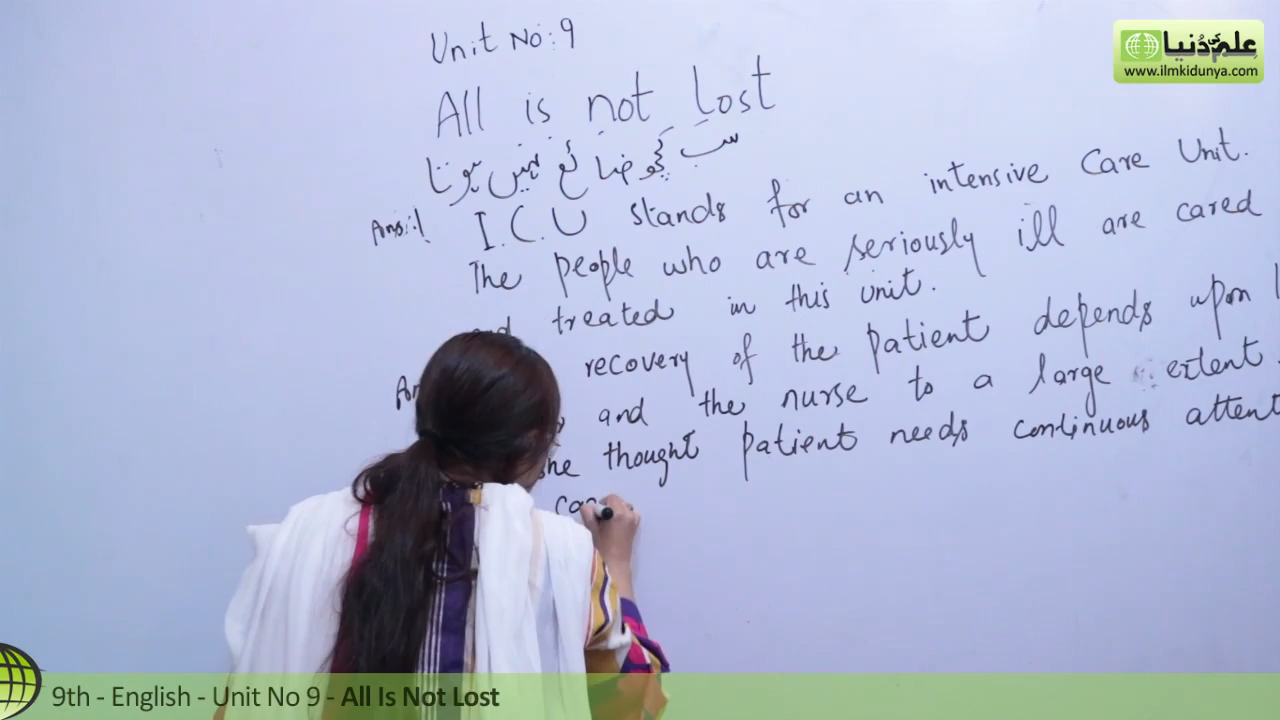 علم کی دُنیا
www.ilmkidunya.com
Unit No:9
All is not Lost
سب کچھ ضائع نہیں ہوتا
Ans:1 I.C.U stands for an intensive Care Unit.
The people who are seriously ill are cared
treated in this unit.
recovery of the patient depends upon
and the nurse to a large extent.
she thought patient needs continuous attent
9th - English - Unit No 9 - All Is Not Lost